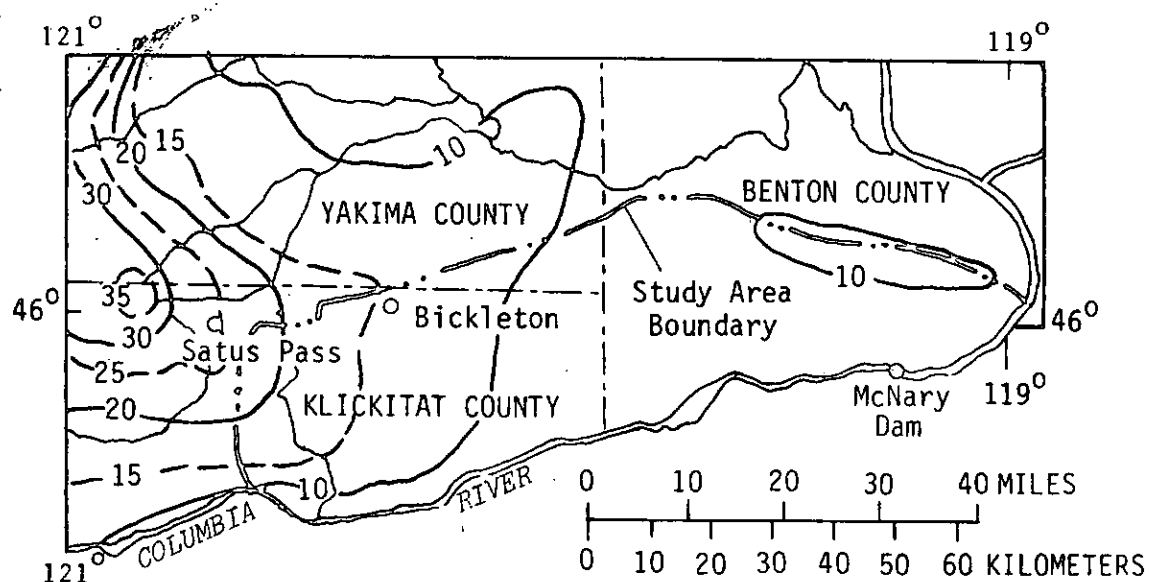 121°
119°
15
20
10
30
YAKIMA COUNTY
BENTON COUNTY
10
35
46°
Bickleton
Study Area
Boundary
46°
30
Satus Pass
25
119°
20
KLICKITAT COUNTY
McNary
Dam
15
10
COLUMBIA
RIVER
0 10 20 30 40 MILES
0 10 20 30 40 50 60 KILOMETERS
121°